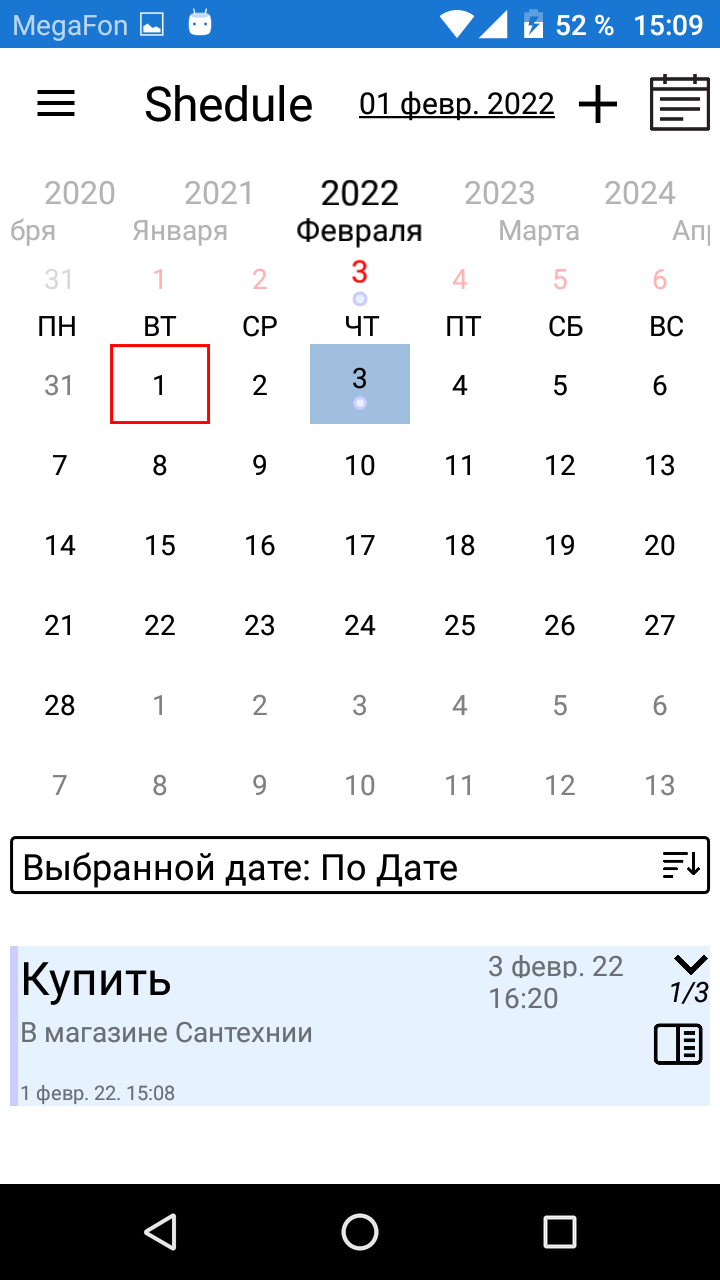 MegaFon 52 % 15:09
Shedule 01 февр. 2022
2020 2021 2022 2023 2024
бря Января Февраля Марта Апр
31 1 2 3 4 5 6
ПН ВТ СР ЧТ ПТ СБ ВС
31 1 2 3 4 5 6
7 8 9 10 11 12 13
14 15 16 17 18 19 20
21 22 23 24 25 26 27
28 1 2 3 4 5 6
7 8 9 10 11 12 13
Выбранной дате: По Дате
Купить 3 февр. 22
16:20 1/3
В магазине Сантехнии
1 февр. 22. 15:08